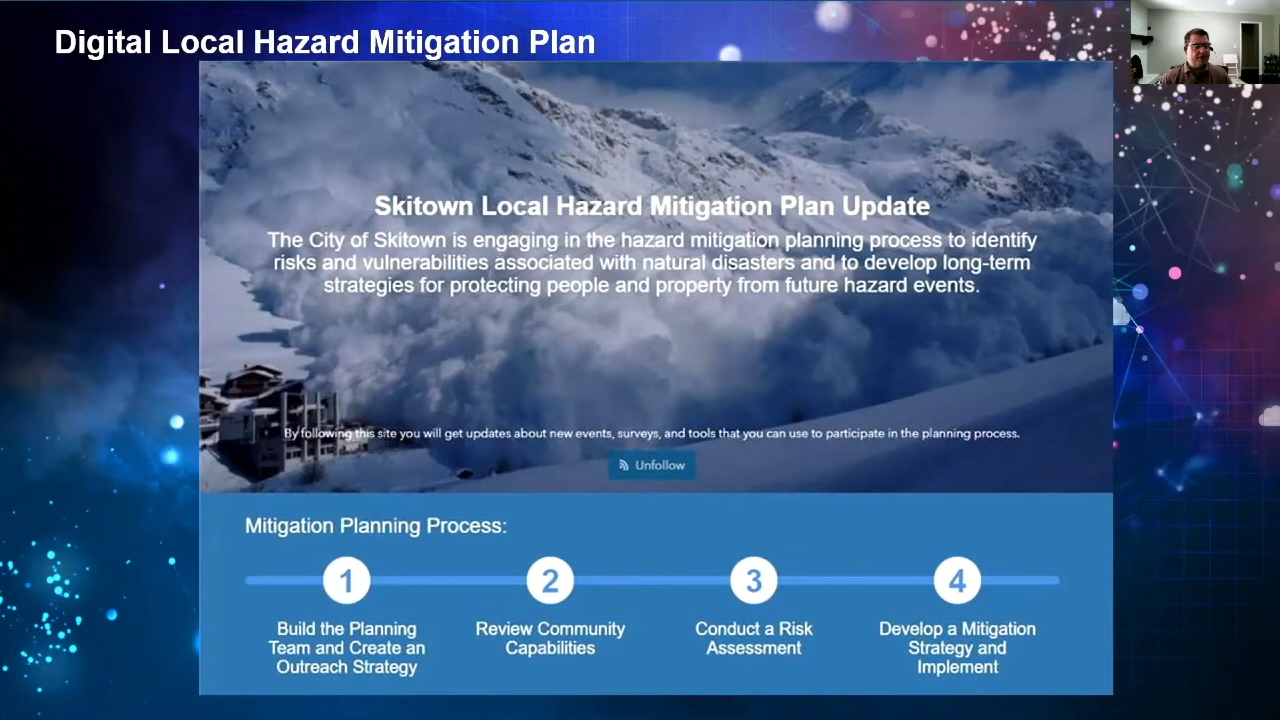 Digital Local Hazard Mitigation Plan
Skitown Local Hazard Mitigation Plan Update
The City of Skitown is engaging in the hazard mitigation planning process to identify
risks and vulnerabilities associated with natural disasters and to develop long-term
strategies for protecting people and property from future hazard events.
By following this site you will get updates about new events, surveys, and tools that you can use to participate in the planning process.
Unfollow
Mitigation Planning Process:
1 2 3 4
Build the Planning
Team and Create an
Outreach Strategy
Review Community
Capabilities
Conduct a Risk
Assessment
Develop a Mitigation
Strategy and
Implement